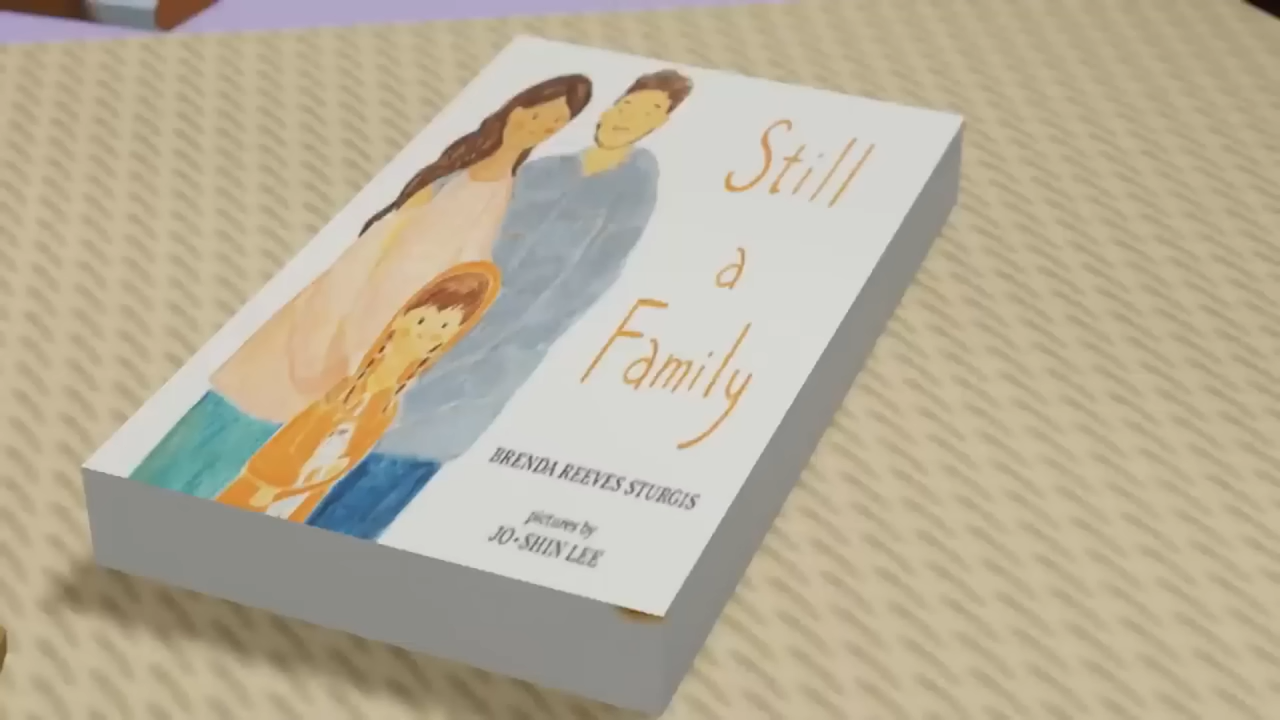 Still
a
Family
BRENDA REEVES STURGIS
pictures by
JO•SHIN LEE